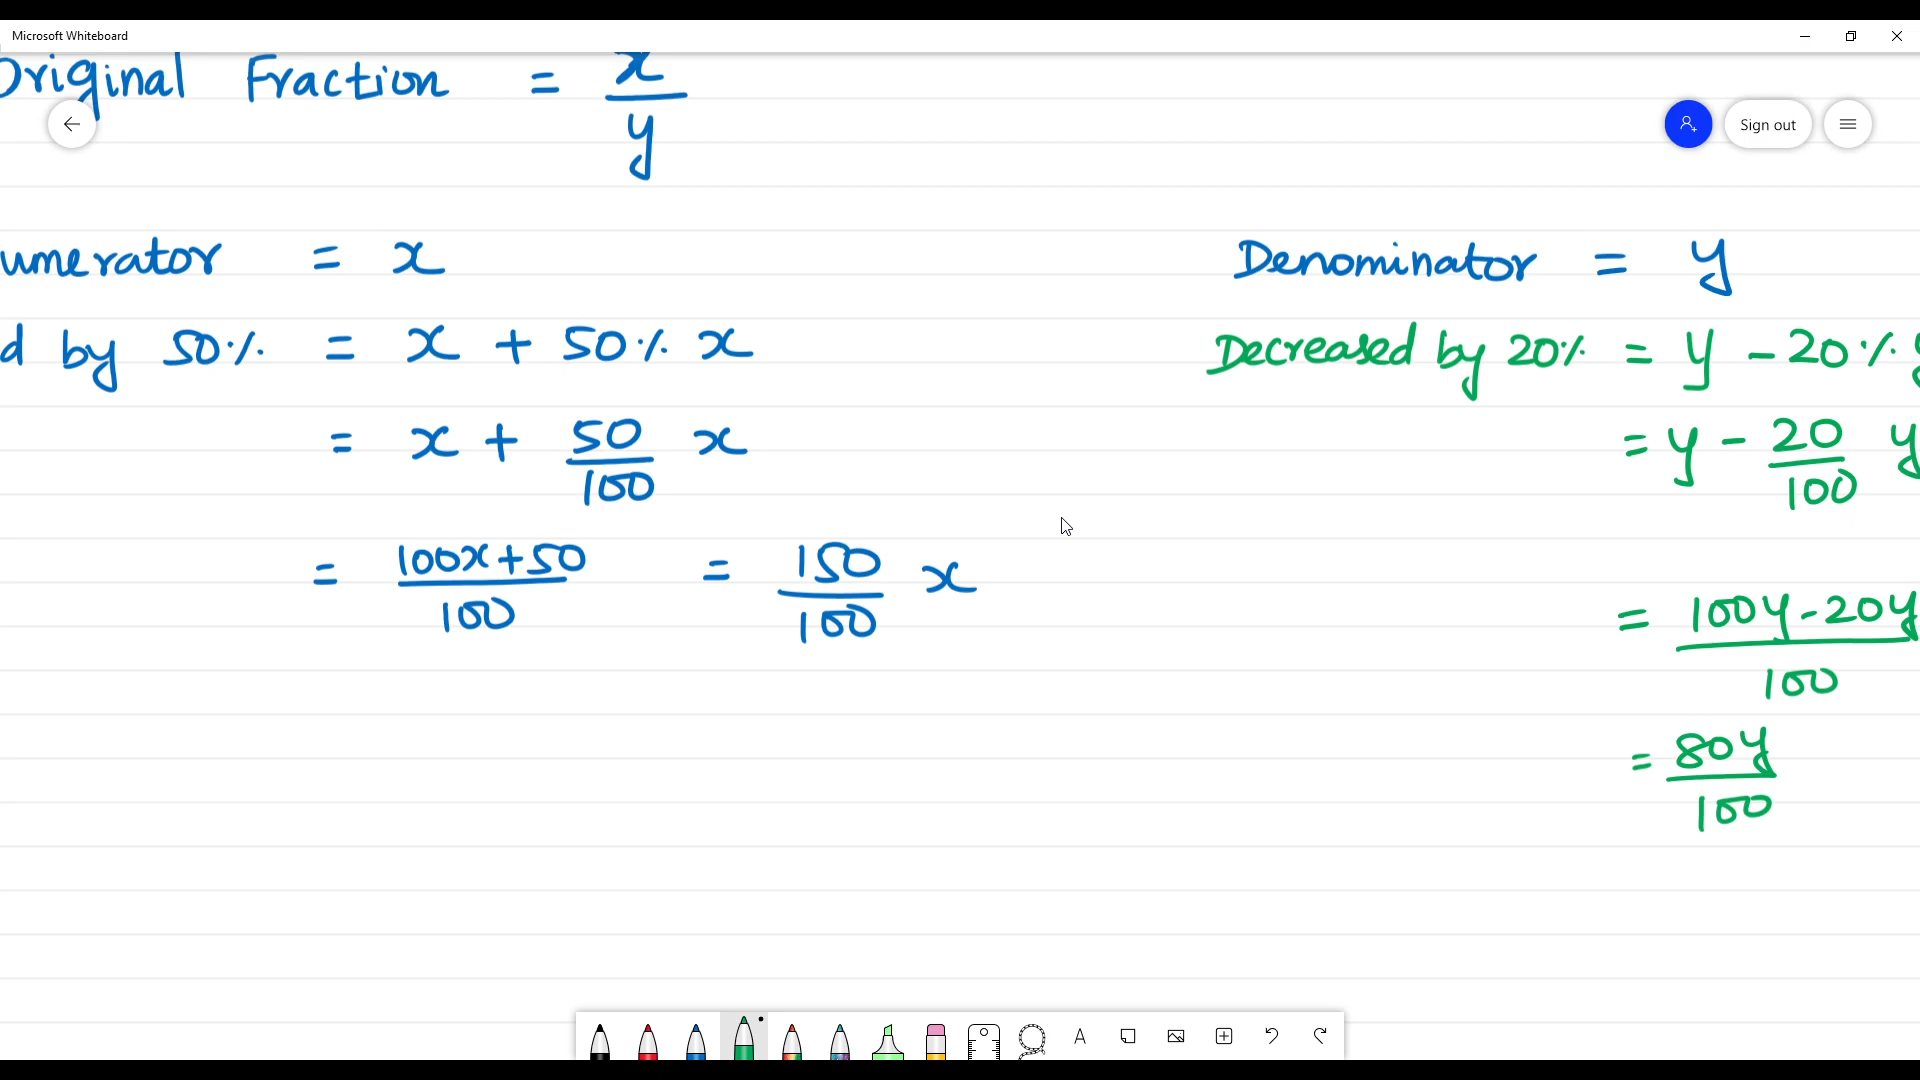 Microsoft Whiteboard
Original Fraction = x/y
Sign out
umerator = x
Denominator = y
d by 50% = x + 50% x
Decreased by 20% = y - 20% y
= x + 50/100 x
= y - 20/100 y
= 100x+50/100 = 150/100 x
= 100y-20y/100
= 80y/100